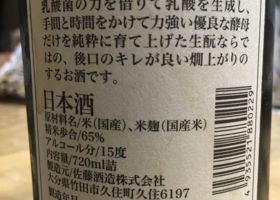 乳酸菌の力を借りて乳酸を生成し、
手間と時間をかけて力強い優良な酵母
だけを純粋に育て上げた生酛ならで
はの、後口のキレが良い燗上がりの
するお酒です。
日本酒
原材料名/米(国産)、米麹(国産米)
精米歩合/65%
アルコール分/15度
内容量/720ml詰
製造元/佐藤酒造株式会社
大分県竹田市久住町久住6197
製造年月
4935521880229